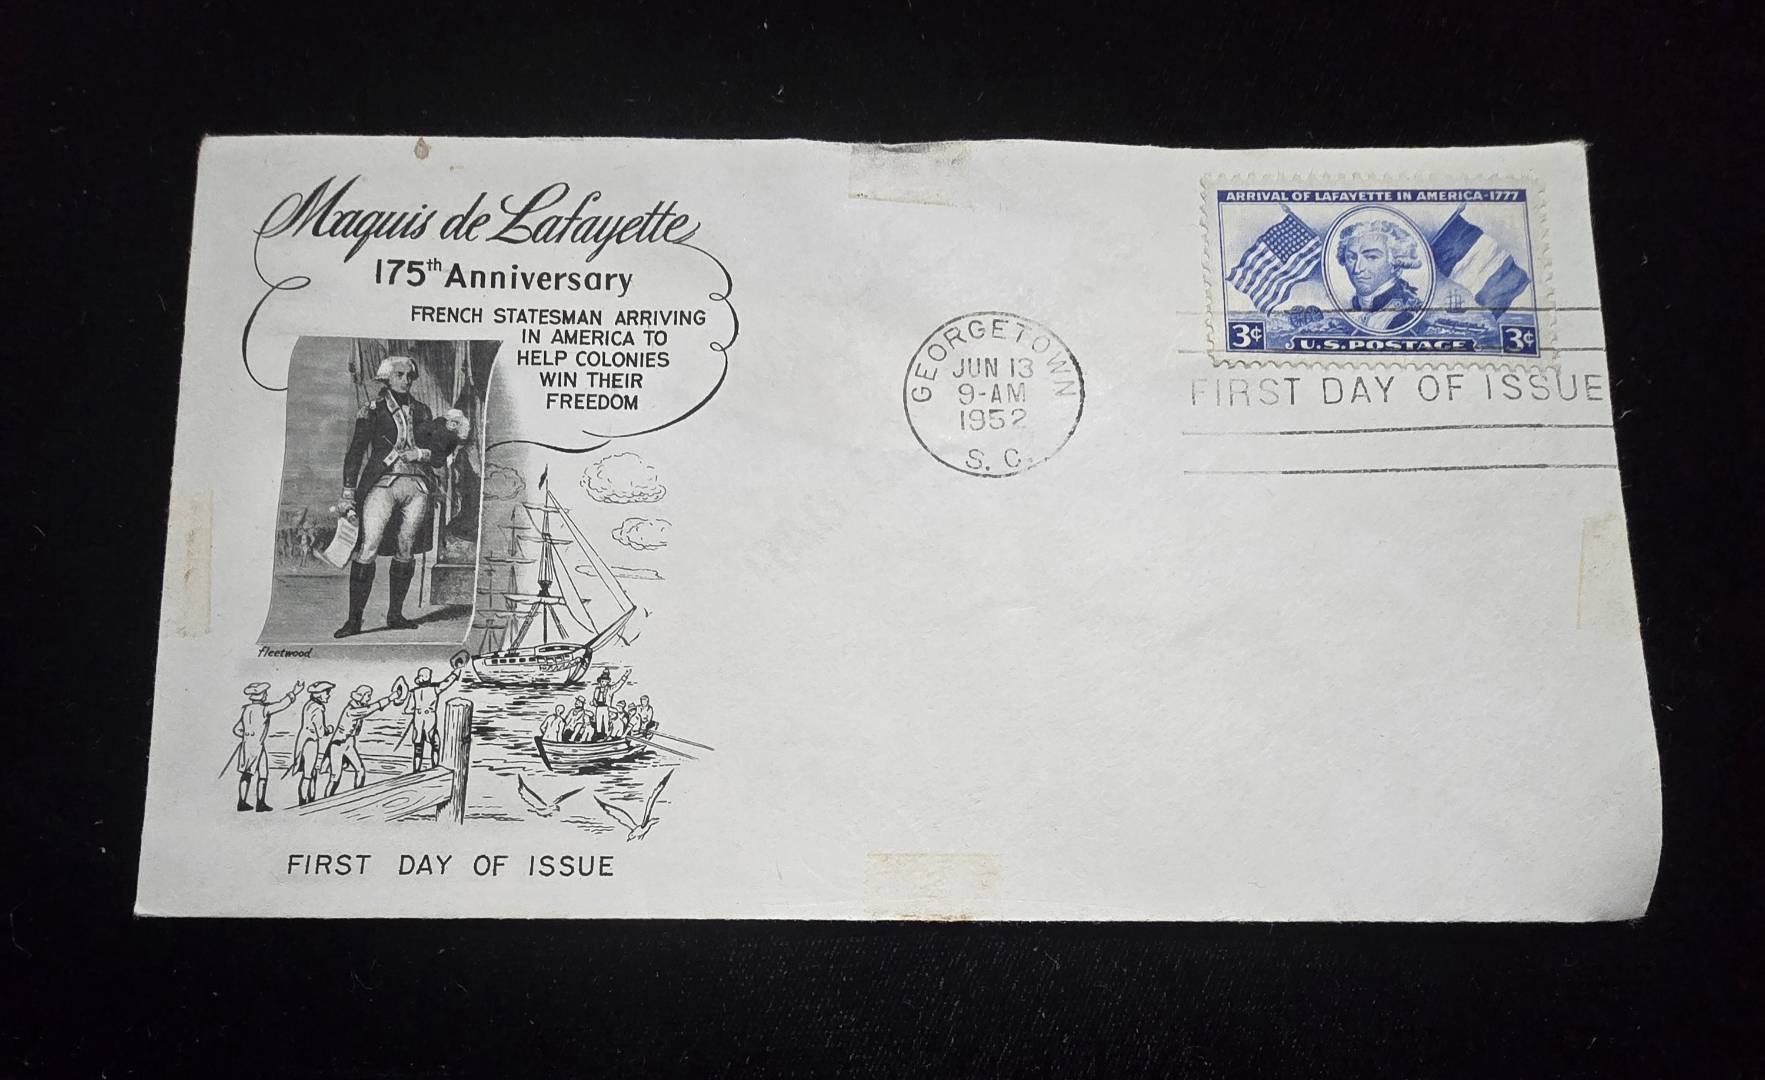 Maquis de Lafayette
175th Anniversary
FRENCH STATESMAN ARRIVING
IN AMERICA TO
HELP COLONIES
WIN THEIR
FREEDOM
fleetwood
FIRST DAY OF ISSUE
GEORGETOWN
JUN 13
9-AM
1952
S. C.
ARRIVAL OF LAFAYETTE IN AMERICA-1777
3¢
U.S. POSTAGE
3¢
FIRST DAY OF ISSUE